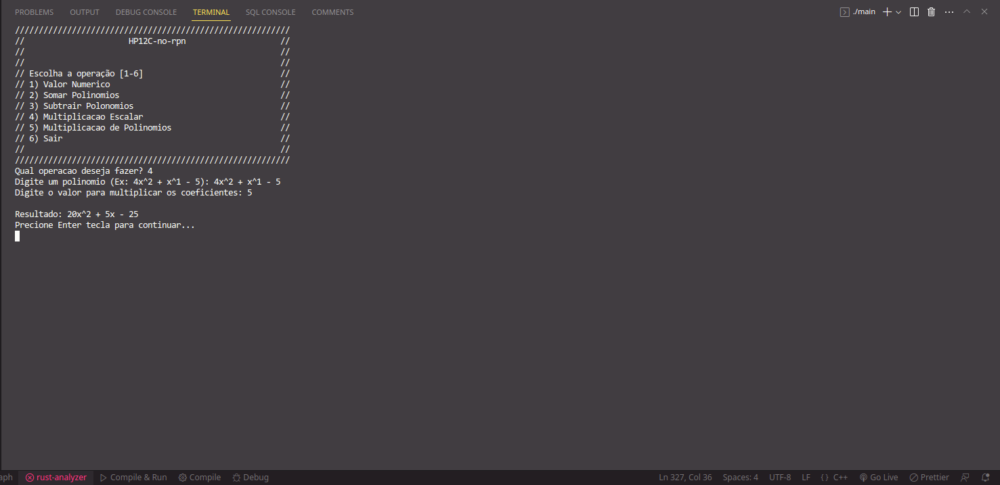 PROBLEMS OUTPUT DEBUG CONSOLE TERMINAL SQL CONSOLE COMMENTS ./main
//////////////////////////////////////////////////////////
// HP12C-no-rpn //
// //
// //
// Escolha a operação [1-6] //
// 1) Valor Numerico //
// 2) Somar Polinomios //
// 3) Subtrair Polonomios //
// 4) Multiplicacao Escalar //
// 5) Multiplicacao de Polinomios //
// 6) Sair //
// //
//////////////////////////////////////////////////////////
Qual operacao deseja fazer? 4
Digite um polinomio (Ex: 4x^2 + x^1 - 5): 4x^2 + x^1 - 5
Digite o valor para multiplicar os coeficientes: 5
Resultado: 20x^2 + 5x - 25
Precione Enter tecla para continuar...
aph rust-analyzer Compile & Run Compile Debug Ln 327, Col 36 Spaces: 4 UTF-8 LF {} C++ Go Live Prettier